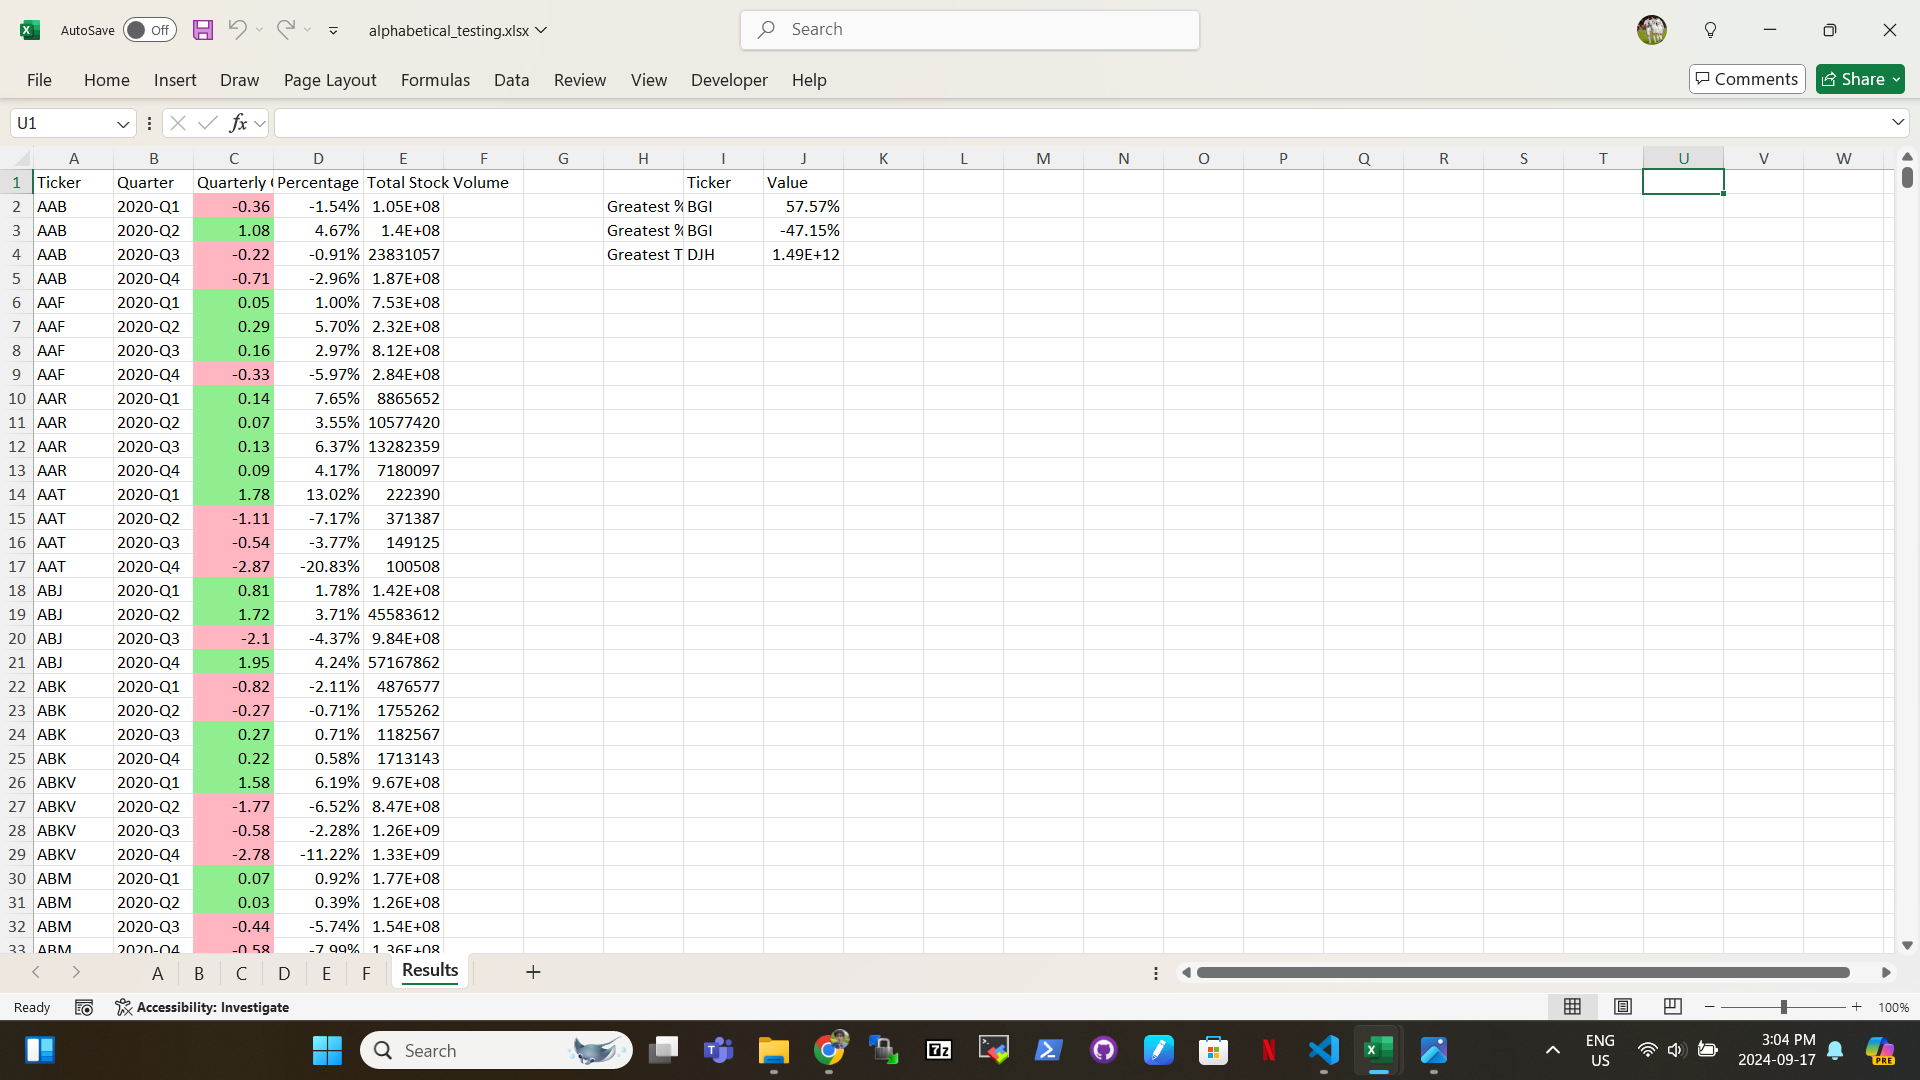 AutoSave Off alphabetical_testing.xlsx Search
File Home Insert Draw Page Layout Formulas Data Review View Developer Help Comments Share
U1 fx
A B C D E F G H I J K L M N O P Q R S T U V W
1 Ticker Quarter Quarterly Percentage Total Stock Volume Ticker Value
2 AAB 2020-Q1 -0.36 -1.54% 1.05E+08 Greatest % BGI 57.57%
3 AAB 2020-Q2 1.08 4.67% 1.4E+08 Greatest % BGI -47.15%
4 AAB 2020-Q3 -0.22 -0.91% 23831057 Greatest T DJH 1.49E+12
5 AAB 2020-Q4 -0.71 -2.96% 1.87E+08
6 AAF 2020-Q1 0.05 1.00% 7.53E+08
7 AAF 2020-Q2 0.29 5.70% 2.32E+08
8 AAF 2020-Q3 0.16 2.97% 8.12E+08
9 AAF 2020-Q4 -0.33 -5.97% 2.84E+08
10 AAR 2020-Q1 0.14 7.65% 8865652
11 AAR 2020-Q2 0.07 3.55% 10577420
12 AAR 2020-Q3 0.13 6.37% 13282359
13 AAR 2020-Q4 0.09 4.17% 7180097
14 AAT 2020-Q1 1.78 13.02% 222390
15 AAT 2020-Q2 -1.11 -7.17% 371387
16 AAT 2020-Q3 -0.54 -3.77% 149125
17 AAT 2020-Q4 -2.87 -20.83% 100508
18 ABJ 2020-Q1 0.81 1.78% 1.42E+08
19 ABJ 2020-Q2 1.72 3.71% 45583612
20 ABJ 2020-Q3 -2.1 -4.37% 9.84E+08
21 ABJ 2020-Q4 1.95 4.24% 57167862
22 ABK 2020-Q1 -0.82 -2.11% 4876577
23 ABK 2020-Q2 -0.27 -0.71% 1755262
24 ABK 2020-Q3 0.27 0.71% 1182567
25 ABK 2020-Q4 0.22 0.58% 1713143
26 ABKV 2020-Q1 1.58 6.19% 9.67E+08
27 ABKV 2020-Q2 -1.77 -6.52% 8.47E+08
28 ABKV 2020-Q3 -0.58 -2.28% 1.26E+09
29 ABKV 2020-Q4 -2.78 -11.22% 1.33E+09
30 ABM 2020-Q1 0.07 0.92% 1.77E+08
31 ABM 2020-Q2 0.03 0.39% 1.26E+08
32 ABM 2020-Q3 -0.44 -5.74% 1.54E+08
33 ABM 2020-Q4 -0.58 -7.99% 1.36E+08
A B C D E F Results
Ready Accessibility: Investigate 100%
Search 7z N ENG 3:04 PM
US 2024-09-17 PRE